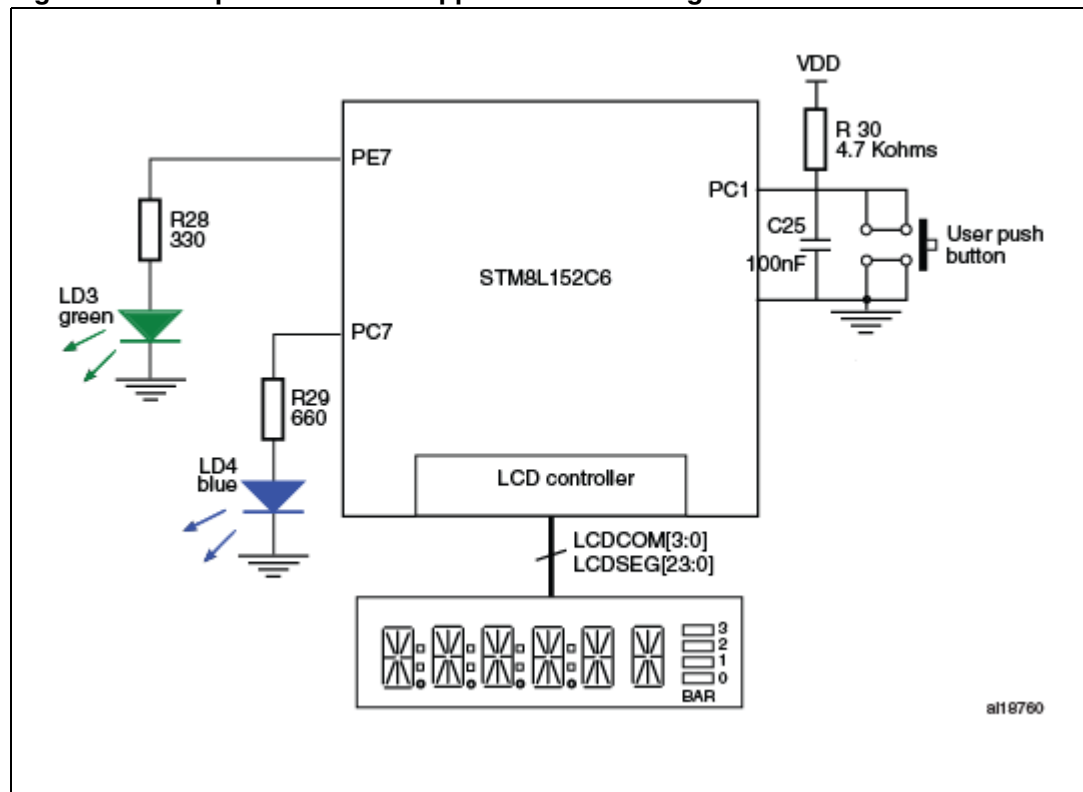 VDD
R 30
4.7 Kohms
PE7
PC1
R28
330
C25
100nF
User push
button
STM8L152C6
LD3
green
PC7
R29
660
LD4
blue
LCD controller
LCDCOM[3:0]
LCDSEG[23:0]
3
2
1
0
BAR